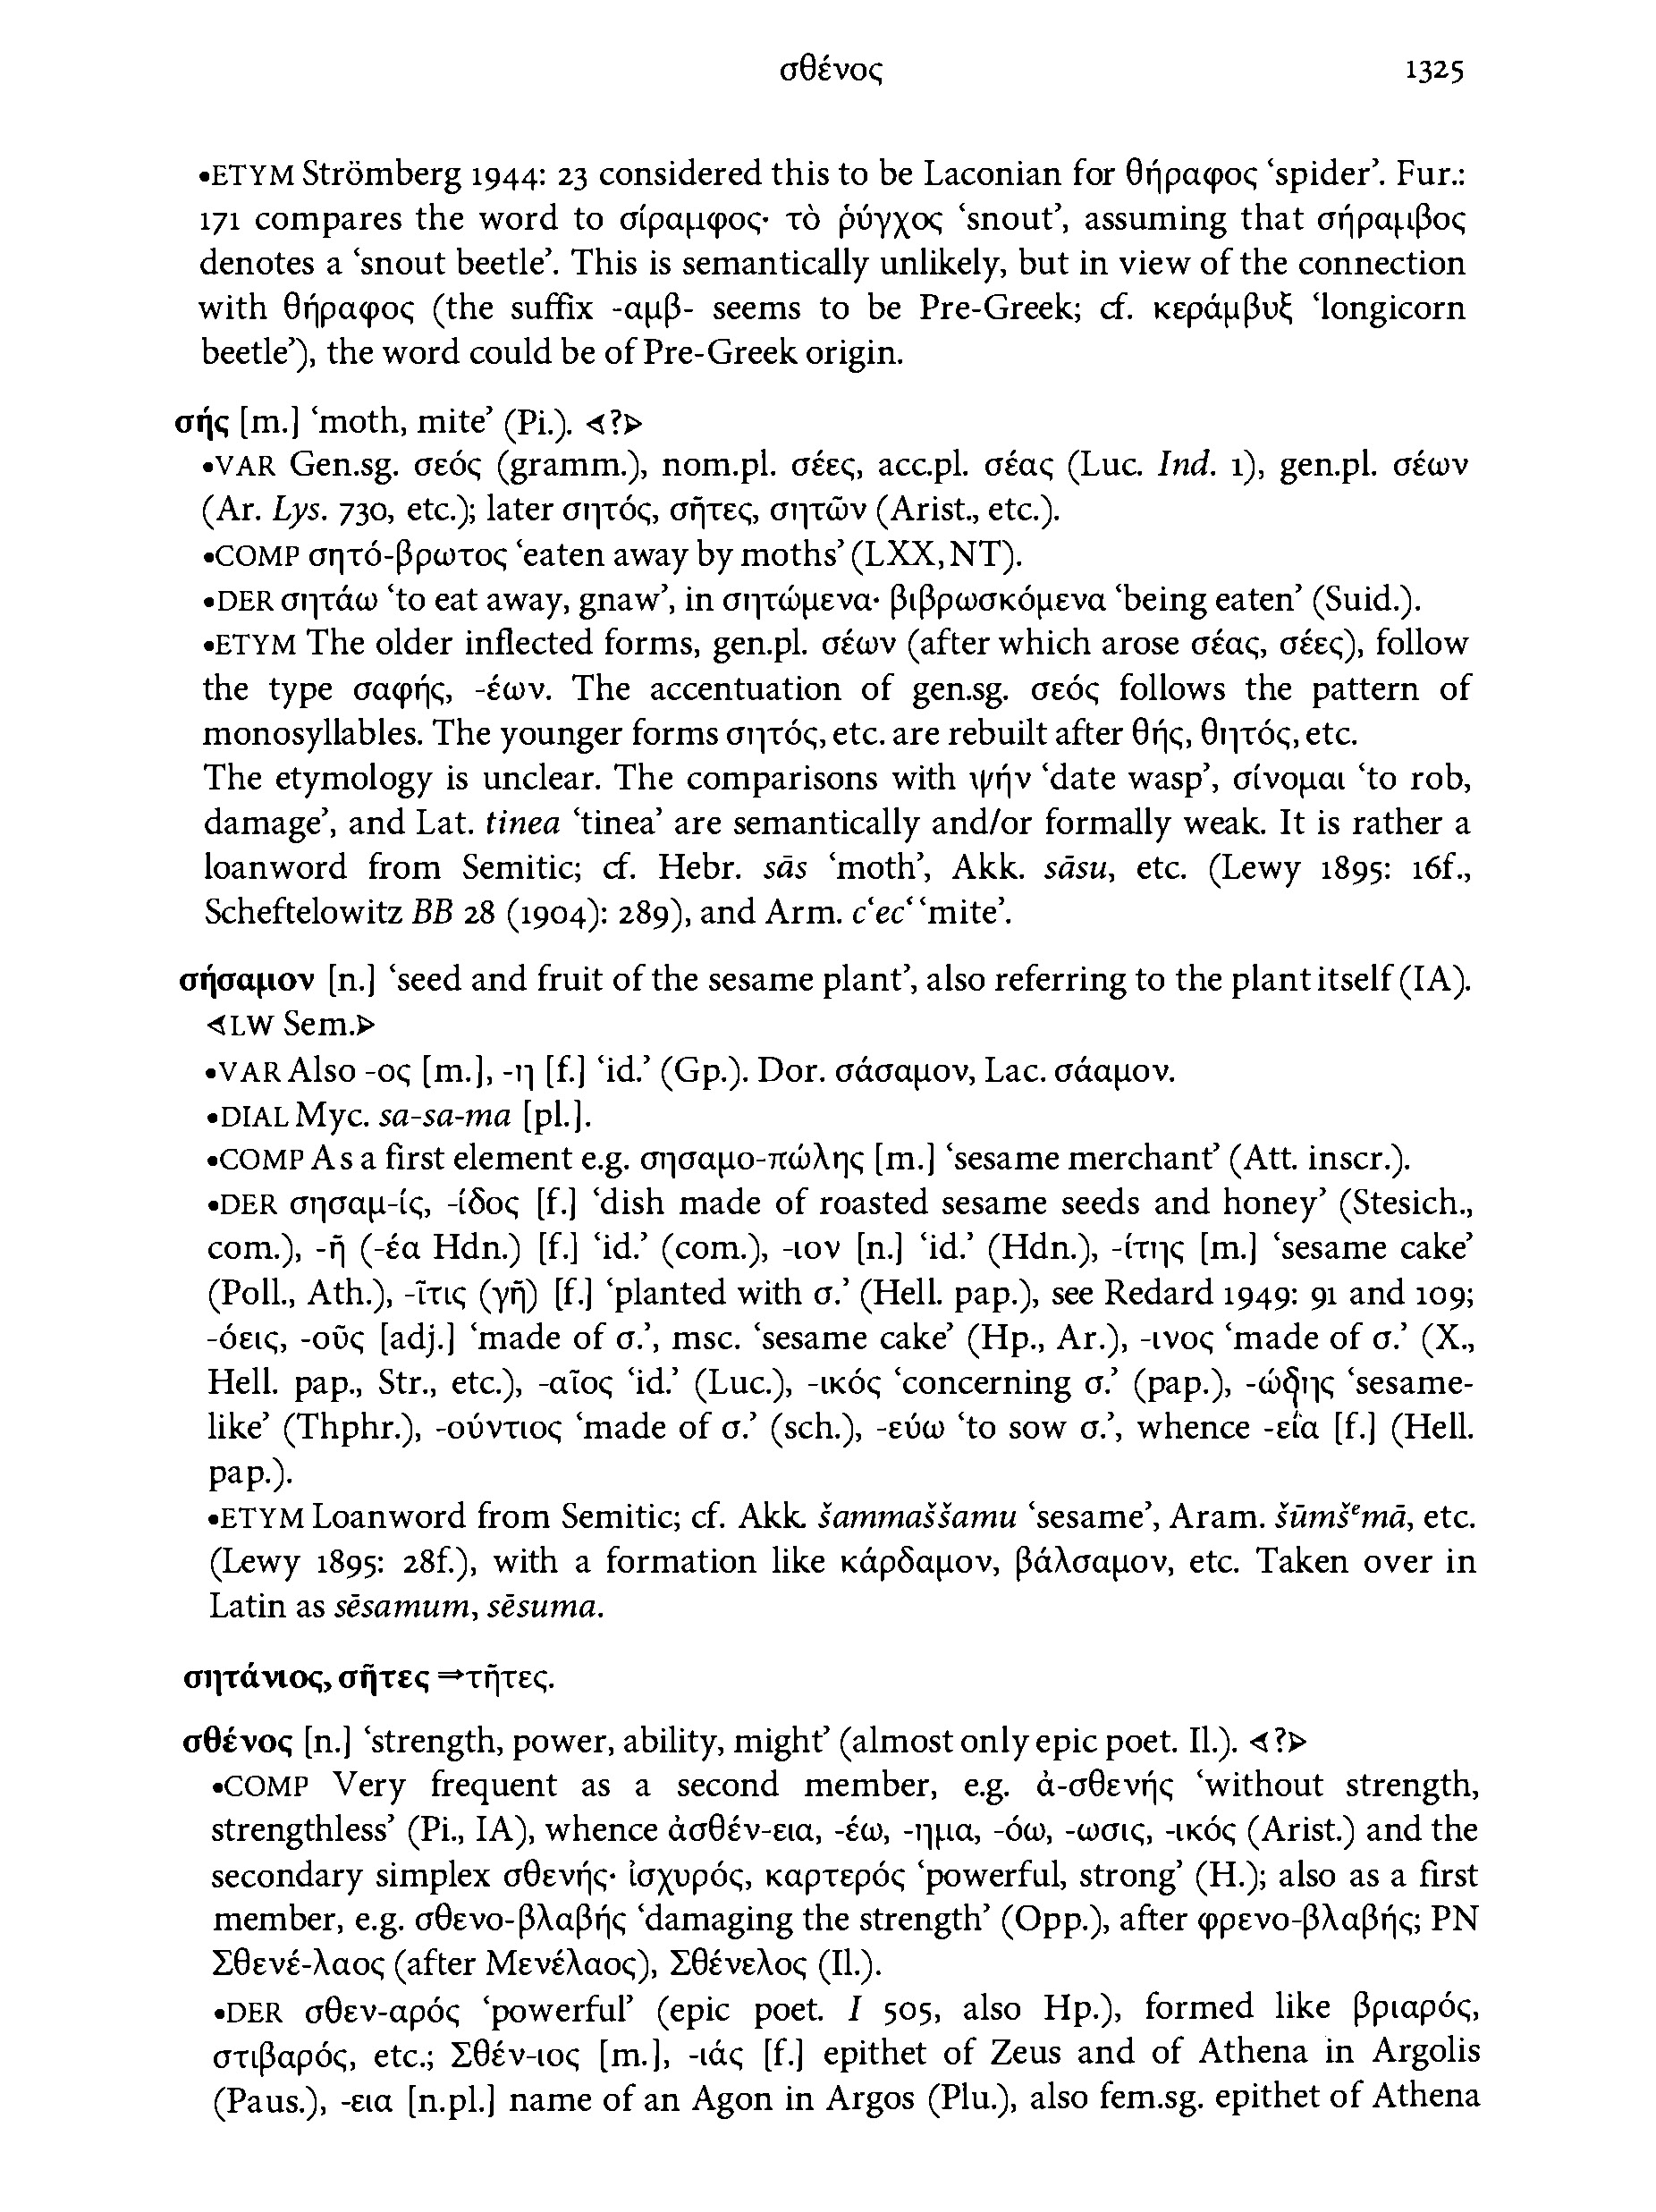 σθένος 1325
•ETYM Strömberg 1944: 23 considered this to be Laconian for θήραφος ‘spider’. Fur.:
171 compares the word to σίραμφος· τὸ ῥύγχος ‘snout’, assuming that σήραμβος
denotes a ‘snout beetle’. This is semantically unlikely, but in view of the connection
with θήραφος (the suffix -αμβ- seems to be Pre-Greek; cf. κεράμβυξ ‘longicorn
beetle’), the word could be of Pre-Greek origin.
σής [m.] ‘moth, mite’ (Pi.). ⊲?⊳
•VAR Gen.sg. σεός (gramm.), nom.pl. σέες, acc.pl. σέας (Luc. Ind. 1), gen.pl. σέων
(Ar. Lys. 730, etc.); later σητός, σῆτες, σητῶν (Arist., etc.).
•COMP σητό-βρωτος ‘eaten away by moths’ (LXX, NT).
•DER σητάω ‘to eat away, gnaw’, in σητώμενα· βιβρωσκόμενα ‘being eaten’ (Suid.).
•ETYM The older inflected forms, gen.pl. σέων (after which arose σέας, σέες), follow
the type σαφής, -έων. The accentuation of gen.sg. σεός follows the pattern of
monosyllables. The younger forms σητός, etc. are rebuilt after θής, θητός, etc.
The etymology is unclear. The comparisons with ψήν ‘date wasp’, σίνομαι ‘to rob,
damage’, and Lat. tinea ‘tinea’ are semantically and/or formally weak. It is rather a
loanword from Semitic; cf. Hebr. sās ‘moth’, Akk. sāsu, etc. (Lewy 1895: 16f.,
Scheftelowitz BB 28 (1904): 289), and Arm. cʻecʻ ‘mite’.
σήσαμον [n.] ‘seed and fruit of the sesame plant’, also referring to the plant itself (IA).
⊲LW Sem.⊳
•VAR Also -ος [m.], -η [f.] ‘id.’ (Gp.). Dor. σάσαμον, Lac. σάαμον.
•DIAL Myc. sa-sa-ma [pl.].
•COMP As a first element e.g. σησαμο-πώλης [m.] ‘sesame merchant’ (Att. inscr.).
•DER σησαμ-ίς, -ίδος [f.] ‘dish made of roasted sesame seeds and honey’ (Stesich.,
com.), -ῆ (-έα Hdn.) [f.] ‘id.’ (com.), -ιον [n.] ‘id.’ (Hdn.), -ίτης [m.] ‘sesame cake’
(Poll., Ath.), -ῖτις (γῆ) [f.] ‘planted with σ.’ (Hell. pap.), see Redard 1949: 91 and 109;
-όεις, -οῦς [adj.] ‘made of σ.’, msc. ‘sesame cake’ (Hp., Ar.), -ινος ‘made of σ.’ (X.,
Hell. pap., Str., etc.), -αῖος ‘id.’ (Luc.), -ικός ‘concerning σ.’ (pap.), -ώδης ‘sesame-
like’ (Thphr.), -ούντιος ‘made of σ.’ (sch.), -εύω ‘to sow σ.’, whence -εία [f.] (Hell.
pap.).
•ETYM Loanword from Semitic; cf. Akk. šammaššamu ‘sesame’, Aram. šūmšᵉmā, etc.
(Lewy 1895: 28f.), with a formation like κάρδαμον, βάλσαμον, etc. Taken over in
Latin as sēsamum, sēsuma.
σητάνιος, σῆτες ⇒τῆτες.
σθένος [n.] ‘strength, power, ability, might’ (almost only epic poet. Il.). ⊲?⊳
•COMP Very frequent as a second member, e.g. ἀ-σθενής ‘without strength,
strengthless’ (Pi., IA), whence ἀσθέν-εια, -έω, -ημα, -όω, -ωσις, -ικός (Arist.) and the
secondary simplex σθενής· ἰσχυρός, καρτερός ‘powerful, strong’ (H.); also as a first
member, e.g. σθενο-βλαβής ‘damaging the strength’ (Opp.), after φρενο-βλαβής; PN
Σθενέ-λαος (after Μενέλαος), Σθένελος (Il.).
•DER σθεν-αρός ‘powerful’ (epic poet. I 505, also Hp.), formed like βριαρός,
στιβαρός, etc.; Σθέν-ιος [m.], -ιάς [f.] epithet of Zeus and of Athena in Argolis
(Paus.), -εια [n.pl.] name of an Agon in Argos (Plu.), also fem.sg. epithet of Athena